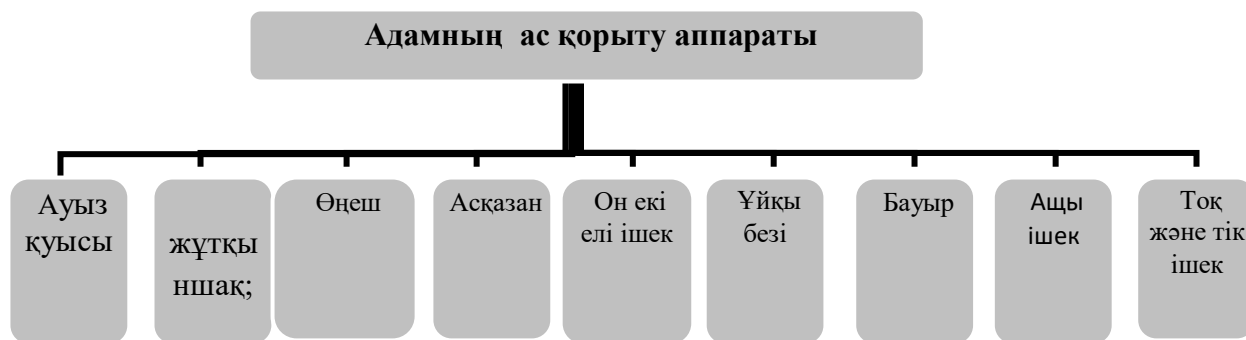 Адамның ас қорыту аппараты
Ауыз
қуысы
жұтқы
ншақ;
Өңеш
Асқазан
Он екі
елі ішек
Ұйқы
безі
Бауыр
Ащы
ішек
Тоқ
және тік
ішек